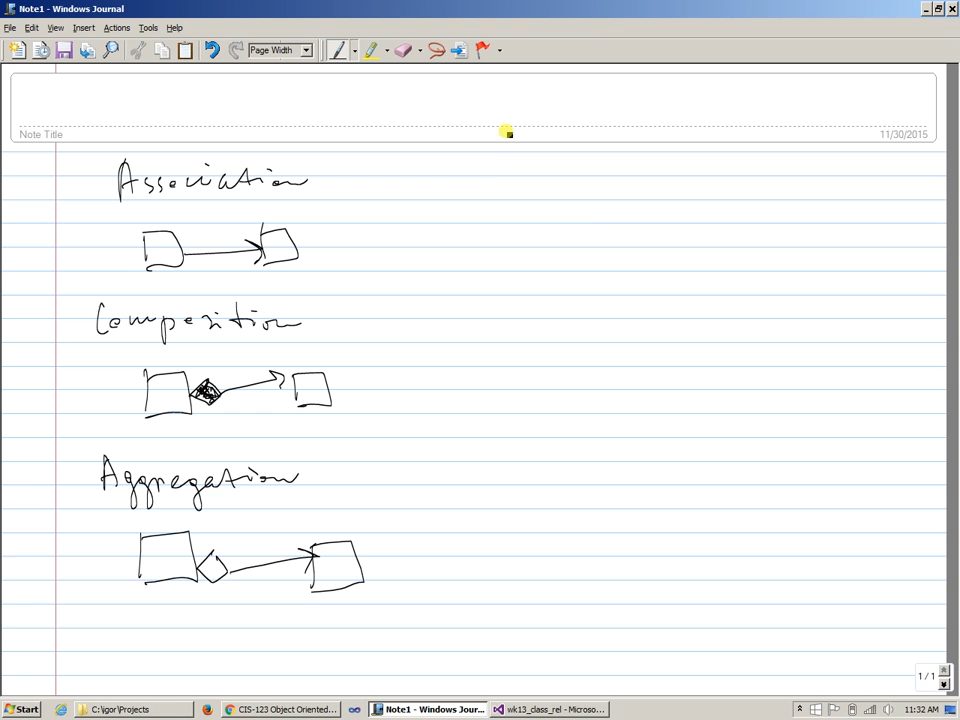 Note1 - Windows Journal
File Edit View Insert Actions Tools Help
Page Width
Note Title 11/30/2015
Association
Composition
Aggregation
1 / 1
Start C:\igor\Projects CIS-123 Object Oriented... Note1 - Windows Jour... wk13_class_rel - Microso... 11:32 AM